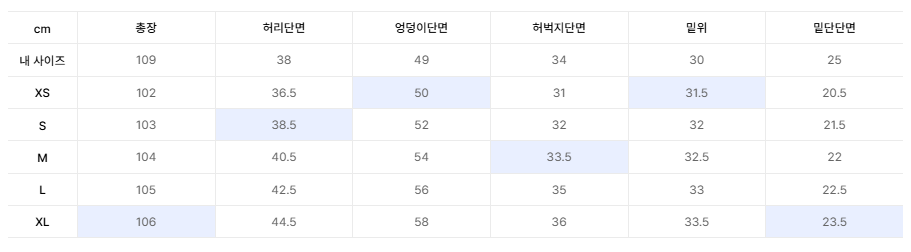 cm 총장 허리단면 엉덩이단면 허벅지단면 밑위 밑단단면
내 사이즈 109 38 49 34 30 25
XS 102 36.5 50 31 31.5 20.5
S 103 38.5 52 32 32 21.5
M 104 40.5 54 33.5 32.5 22
L 105 42.5 56 35 33 22.5
XL 106 44.5 58 36 33.5 23.5